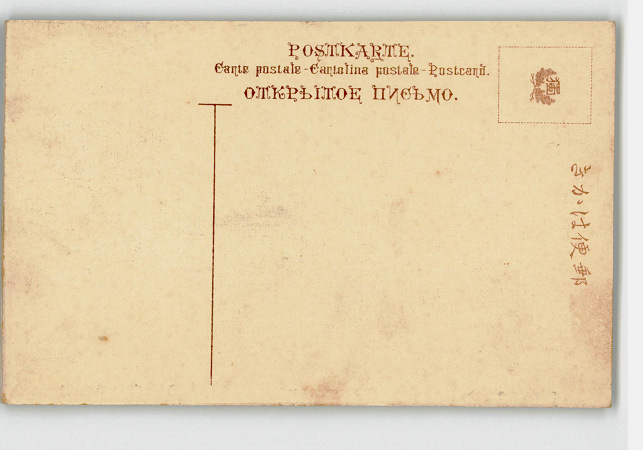 POSTKARTE.
Carte postale-Cartolina postale-Postcard.
ОТКРЫТОЕ ПИСЬМО.
きかは便郵